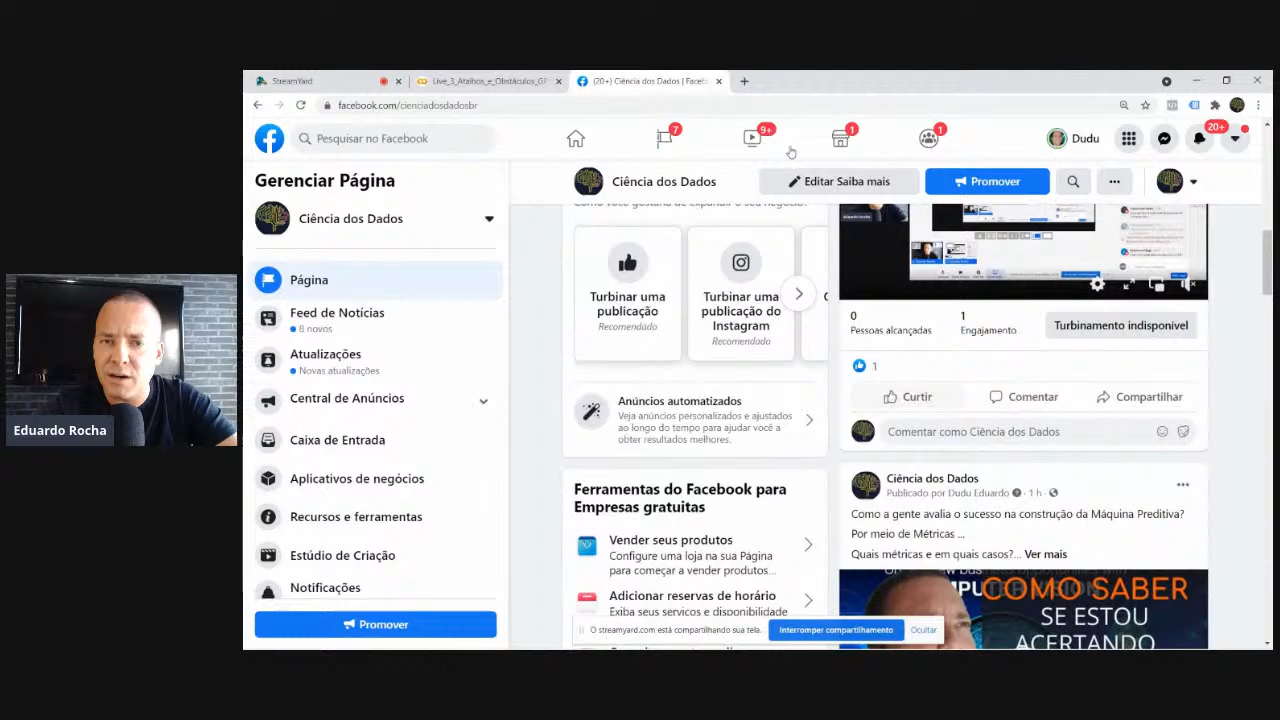 StreamYard
Live_3_Atalhos_e_Obstáculos_GP
(20+) Ciência dos Dados | Faceb
facebook.com/cienciadosdadosbr
Pesquisar no Facebook
7
9+
1
1
Dudu
20+
Gerenciar Página
Ciência dos Dados
Editar Saiba mais
Promover
Ciência dos Dados
Como você gostaria de expandir o seu negócio?
Página
Feed de Notícias
8 novos
Atualizações
Novas atualizações
Central de Anúncios
Caixa de Entrada
Aplicativos de negócios
Recursos e ferramentas
Estúdio de Criação
Notificações
Promover
Turbinar uma
publicação
Recomendado
Turbinar uma
publicação do
Instagram
Recomendado
Anúncios automatizados
Veja anúncios personalizados e ajustados
ao longo do tempo para ajudar você a
obter resultados melhores.
Ferramentas do Facebook para
Empresas gratuitas
Vender seus produtos
Configure uma loja na sua Página
para começar a vender produtos...
Adicionar reservas de horário
Exiba seus serviços e disponibilidade
0
Pessoas alcançadas
1
Engajamento
Turbinamento indisponível
1
Curtir
Comentar
Compartilhar
Comentar como Ciência dos Dados
Ciência dos Dados
Publicado por Dudu Eduardo
1 h
Como a gente avalia o sucesso na construção da Máquina Preditiva?
Por meio de Métricas ...
Quais métricas e em quais casos?... Ver mais
COMO SABER
SE ESTOU
ACERTANDO
O streamyard.com está compartilhando sua tela.
Interromper compartilhamento
Ocultar
Eduardo Rocha